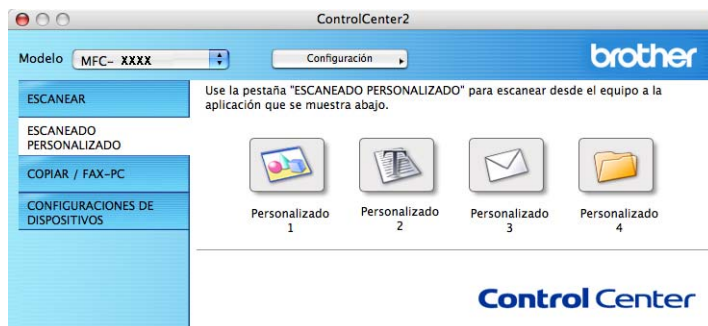 ControlCenter2
Modelo
MFC- XXXX
Configuración
brother
ESCANEAR
ESCANEADO
PERSONALIZADO
COPIAR / FAX-PC
CONFIGURACIONES DE
DISPOSITIVOS
Use la pestaña "ESCANEADO PERSONALIZADO" para escanear desde el equipo a la
aplicación que se muestra abajo.
T
Personalizado
1
Personalizado
2
Personalizado
3
Personalizado
4
Control Center